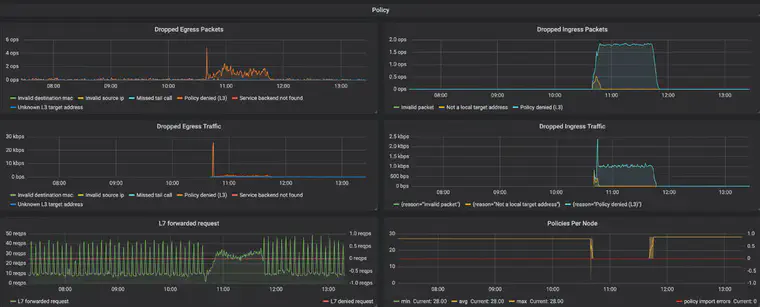 Policy
Dropped Egress Packets
6 ops
4 ops
2 ops
0 ops
08:00 09:00 10:00 11:00 12:00 13:00
Invalid destination mac Invalid source ip Missed tail call Policy denied (L3) Service backend not found
Unknown L3 target address
Dropped Ingress Packets
2.0 ops
1.5 ops
1.0 ops
0.5 ops
0 ops
08:00 09:00 10:00 11:00 12:00 13:00
Invalid packet Not a local target address Policy denied (L3)
Dropped Egress Traffic
30 kbps
20 kbps
10 kbps
0 bps
08:00 09:00 10:00 11:00 12:00 13:00
Invalid destination mac Invalid source ip Missed tail call Policy denied (L3) Service backend not found
Unknown L3 target address
Dropped Ingress Traffic
2.5 kbps
2.0 kbps
1.5 kbps
1.0 kbps
500 bps
0 bps
08:00 09:00 10:00 11:00 12:00 13:00
{reason="Invalid packet"} {reason="Not a local target address"} {reason="Policy denied (L3)"}
L7 forwarded request
50 reqps
40 reqps
30 reqps
20 reqps
10 reqps
0 reqps
1.0 reqps
0.5 reqps
0 reqps
-0.5 reqps
-1.0 reqps
08:00 09:00 10:00 11:00 12:00 13:00
L7 forwarded request L7 denied request
Policies Per Node
30
20
10
0
1.0
0.5
0
-0.5
-1.0
08:00 09:00 10:00 11:00 12:00 13:00
min Current: 28.00 avg Current: 28.00 max Current: 28.00 policy import errors Current: 0